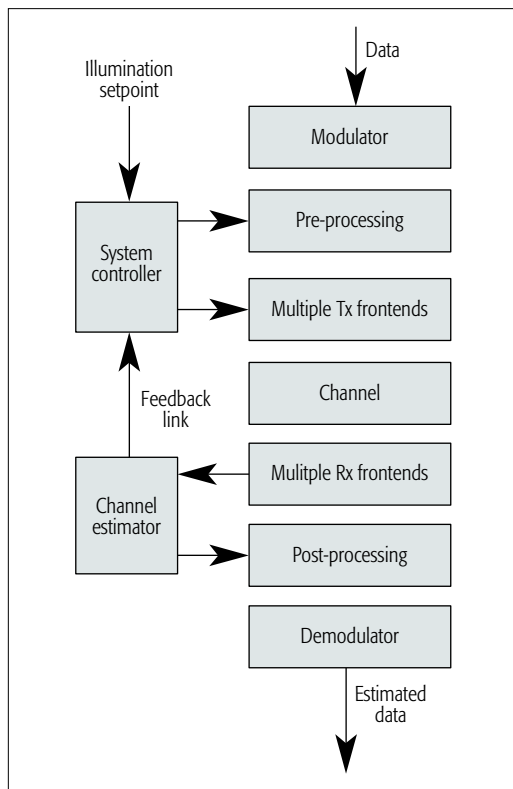 Data
Illumination
setpoint
Modulator
Pre-processing
System
controller
Multiple Tx frontends
Channel
Feedback
link
Mulitple Rx frontends
Channel
estimator
Post-processing
Demodulator
Estimated
data